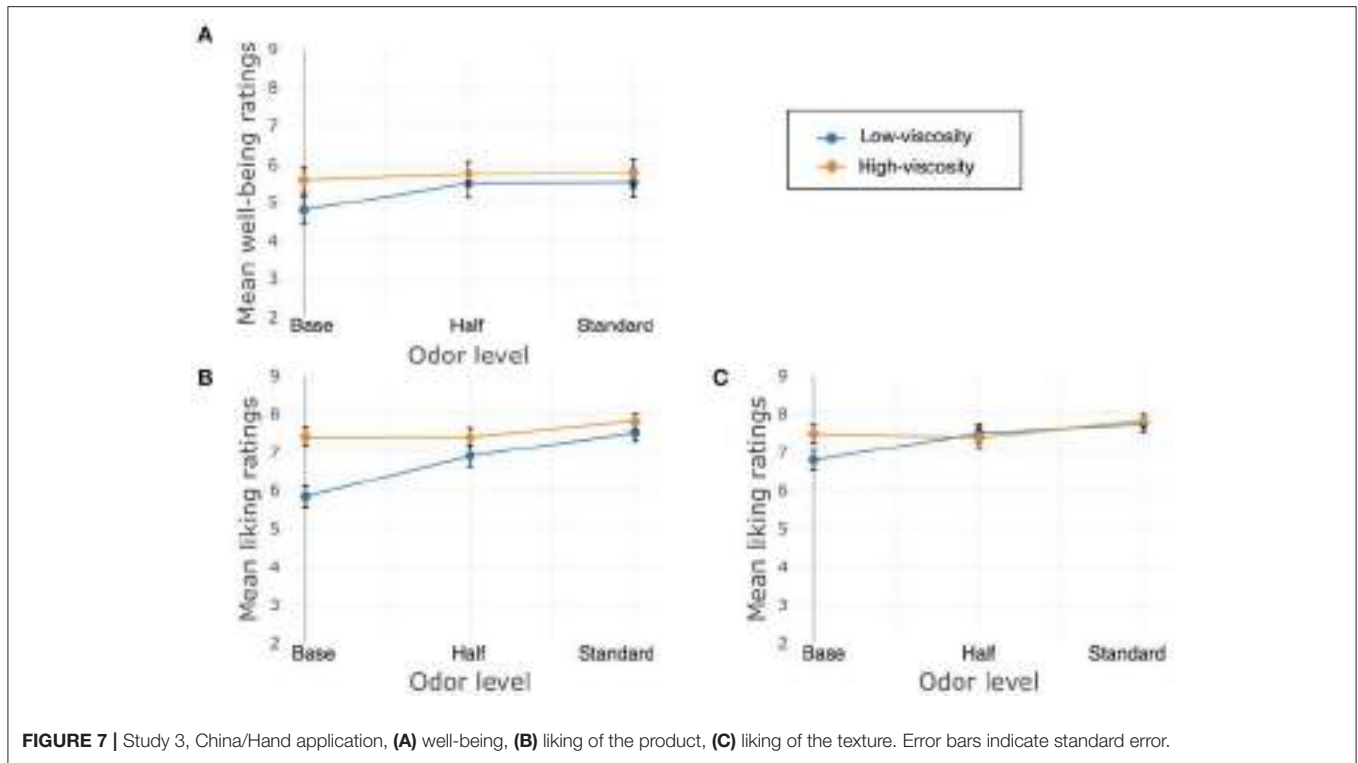 A
Mean well-being ratings
9
8
7
6
5
4
3
2
Base Half Standard
Odor level
Low-viscosity
High-viscosity
B
Mean liking ratings
9
8
7
6
5
4
3
2
Base Half Standard
Odor level
C
Mean liking ratings
9
8
7
6
5
4
3
2
Base Half Standard
Odor level
FIGURE 7 | Study 3, China/Hand application, (A) well-being, (B) liking of the product, (C) liking of the texture. Error bars indicate standard error.